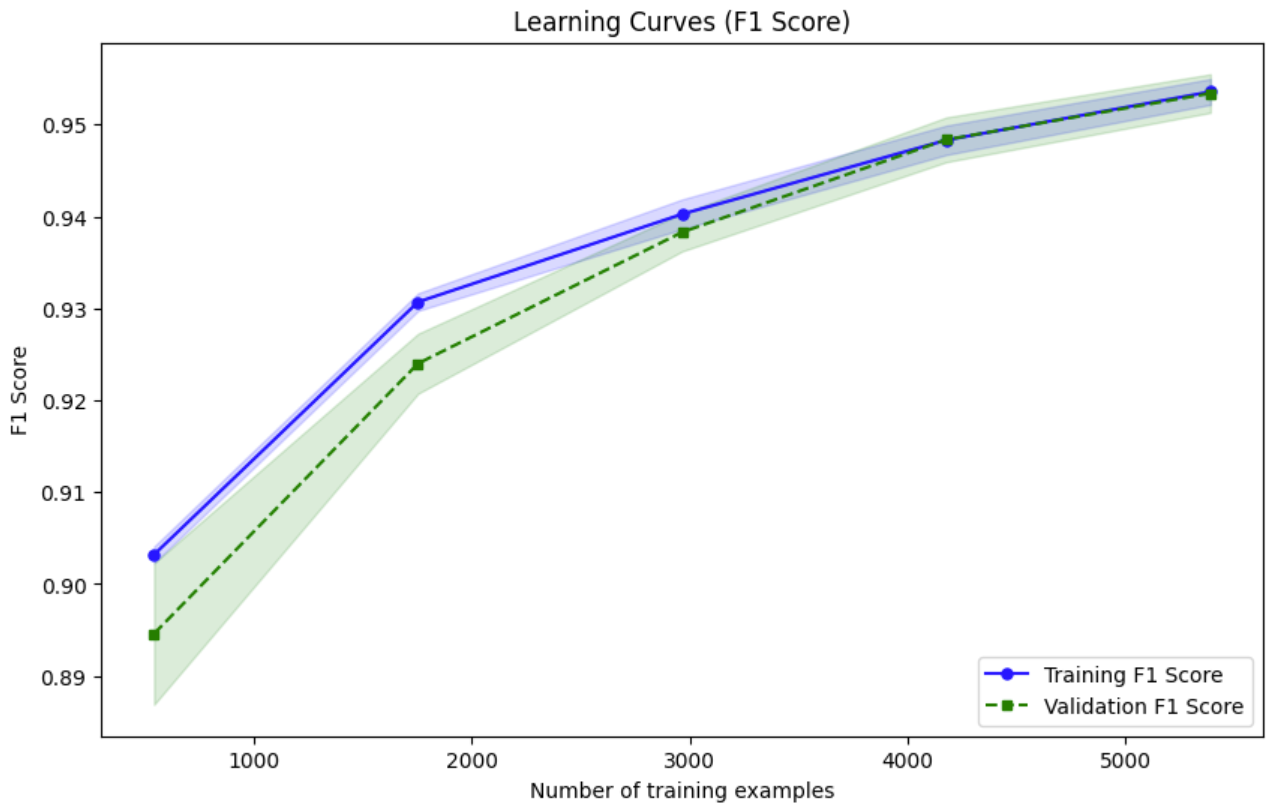 Learning Curves (F1 Score)
0.95
0.94
0.93
0.92
0.91
0.90
0.89
F1 Score
Training F1 Score
Validation F1 Score
1000 2000 3000 4000 5000
Number of training examples